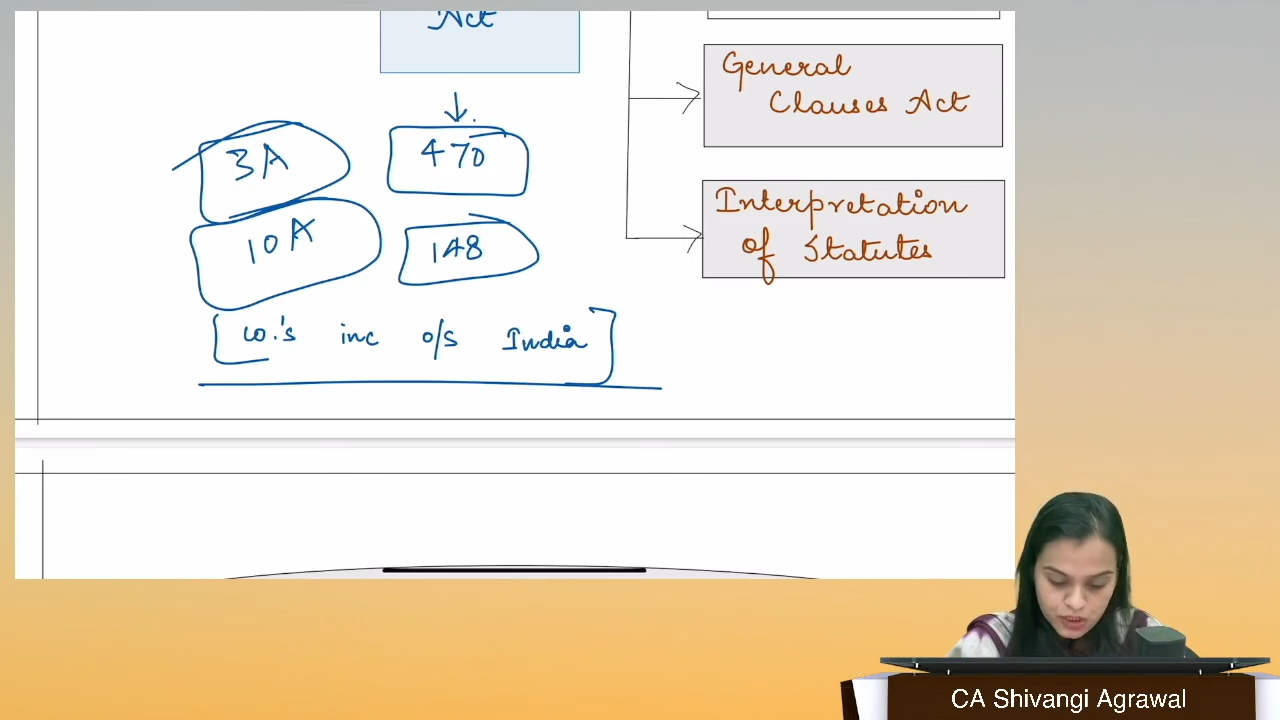 Act
3A
470
10A
148
co.'s inc o/s India
General
Clauses Act
Interpretation
of Statutes
CA Shivangi Agrawal